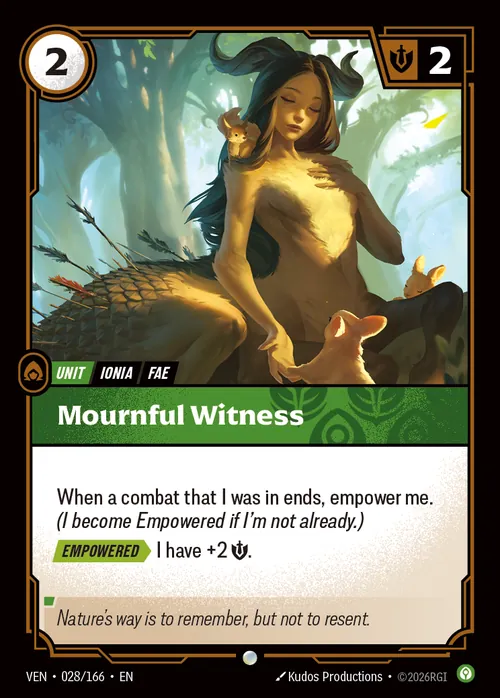 2
2
UNIT
IONIA
FAE
Mournful Witness
When a combat that I was in ends, empower me.
(I become Empowered if I'm not already.)
EMPOWERED I have +2 .
Nature's way is to remember, but not to resent.
VEN • 028/166 • EN
Kudos Productions • ©2026RGI